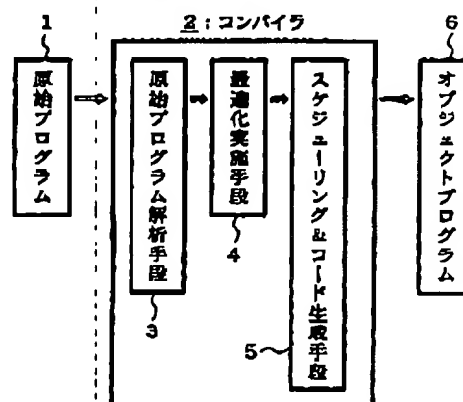 1
2:コンパイラ
6
原始プログラム
原始プログラム解析手段
最適化実施手段
スケジューリング&コード生成手段
オブジェクトプログラム
3
4
5